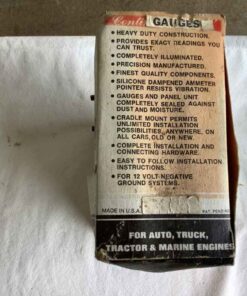 GAUGES
• HEAVY DUTY CONSTRUCTION.
• PROVIDES EXACT READINGS YOU
CAN TRUST.
• COMPLETELY ILLUMINATED.
• PRECISION MANUFACTURED.
• FINEST QUALITY COMPONENTS.
• SILICONE DAMPENED AMMETER
POINTER RESISTS VIBRATION.
• GAUGES AND PANEL UNIT
COMPLETELY SEALED AGAINST
DUST AND MOISTURE.
• CRADLE MOUNT PERMITS
UNLIMITED INSTALLATION
POSSIBILITIES, ANYWHERE, ON
ALL CARS, OLD OR NEW.
• COMPLETE INSTALLATION AND
CONNECTING HARDWARE.
• EASY TO FOLLOW INSTALLATION
INSTRUCTIONS.
• FOR 12 VOLT-NEGATIVE
GROUND SYSTEMS.
MADE IN U.S.A.
PAT. PEND.
FOR AUTO, TRUCK,
TRACTOR & MARINE ENGINES